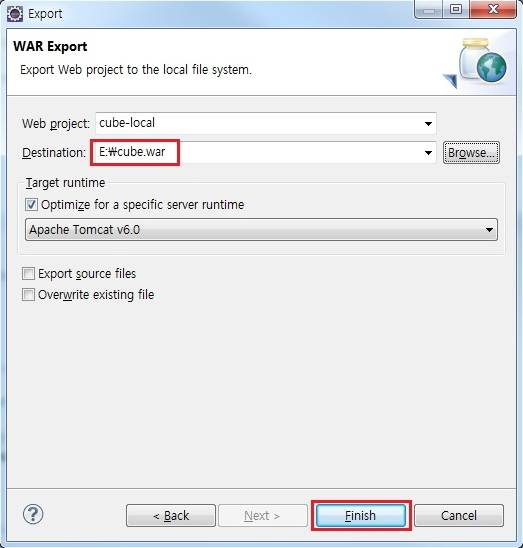 Export
WAR Export
Export Web project to the local file system.
Web project: cube-local
Destination: E:₩cube.war Browse...
Target runtime
Optimize for a specific server runtime
Apache Tomcat v6.0
Export source files
Overwrite existing file
? < Back Next > Finish Cancel